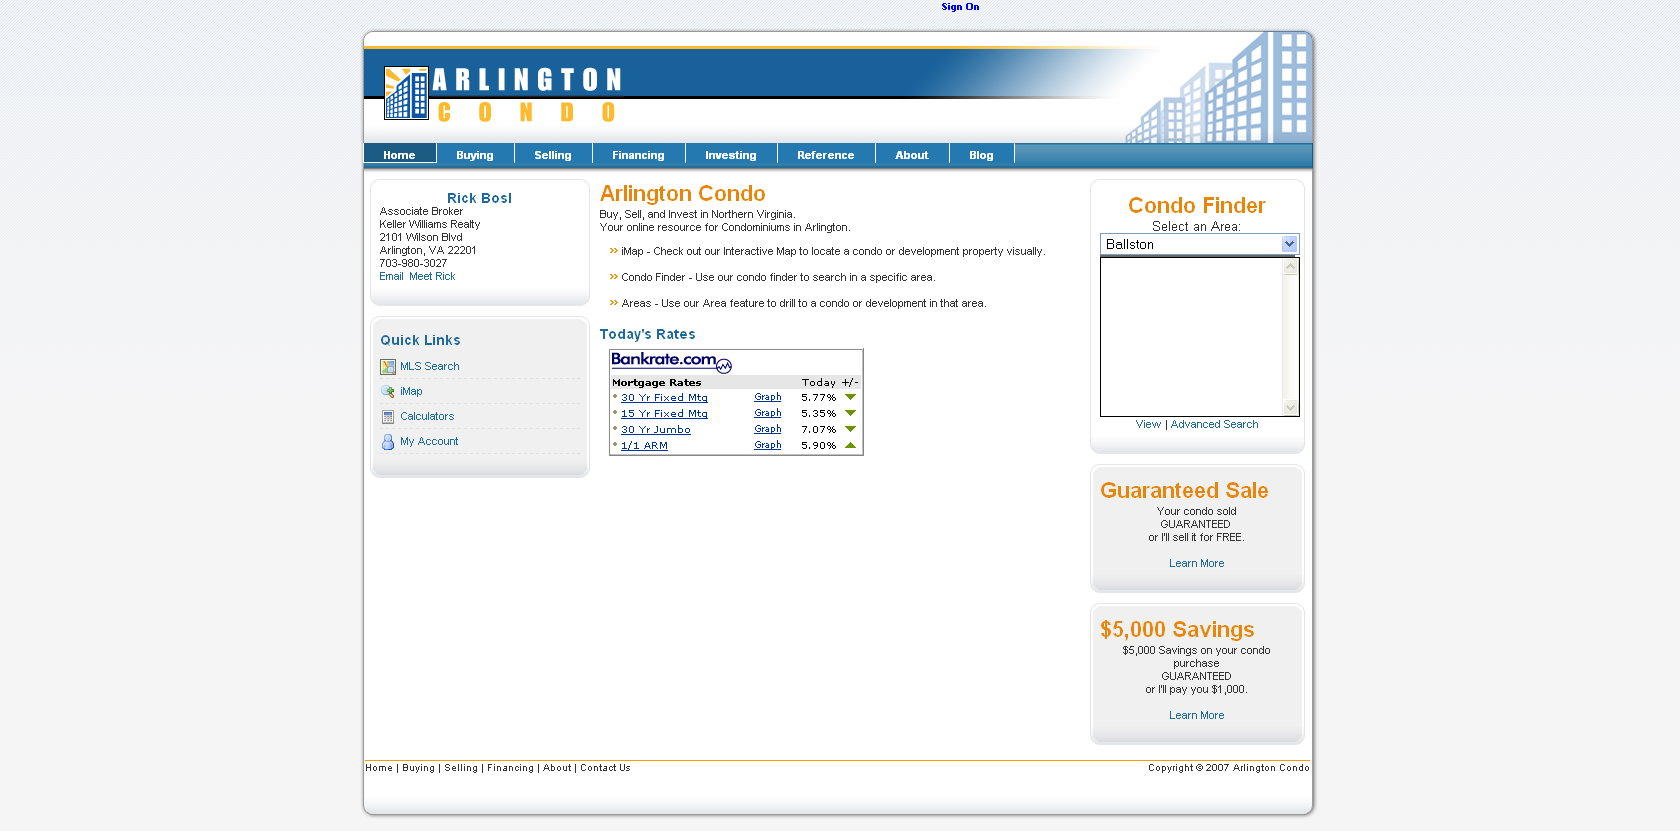 Sign On
ARLINGTON
CONDO
Home Buying Selling Financing Investing Reference About Blog
Rick Bosl
Associate Broker
Keller Williams Realty
2101 Wilson Blvd
Arlington, VA 22201
703-980-3027
Email Meet Rick
Quick Links
MLS Search
iMap
Calculators
My Account
Arlington Condo
Buy, Sell, and Invest in Northern Virginia.
Your online resource for Condominiums in Arlington.
iMap - Check out our Interactive Map to locate a condo or development property visually.
Condo Finder - Use our condo finder to search in a specific area.
Areas - Use our Area feature to drill to a condo or development in that area.
Today's Rates
Bankrate.com
Mortgage Rates Today +/-
30 Yr Fixed Mtg Graph 5.77%
15 Yr Fixed Mtg Graph 5.35%
30 Yr Jumbo Graph 7.07%
1/1 ARM Graph 5.90%
Condo Finder
Select an Area:
Ballston
View | Advanced Search
Guaranteed Sale
Your condo sold
GUARANTEED
or I'll sell it for FREE.
Learn More
$5,000 Savings
$5,000 Savings on your condo
purchase
GUARANTEED
or I'll pay you $1,000.
Learn More
Home | Buying | Selling | Financing | About | Contact Us
Copyright © 2007 Arlington Condo